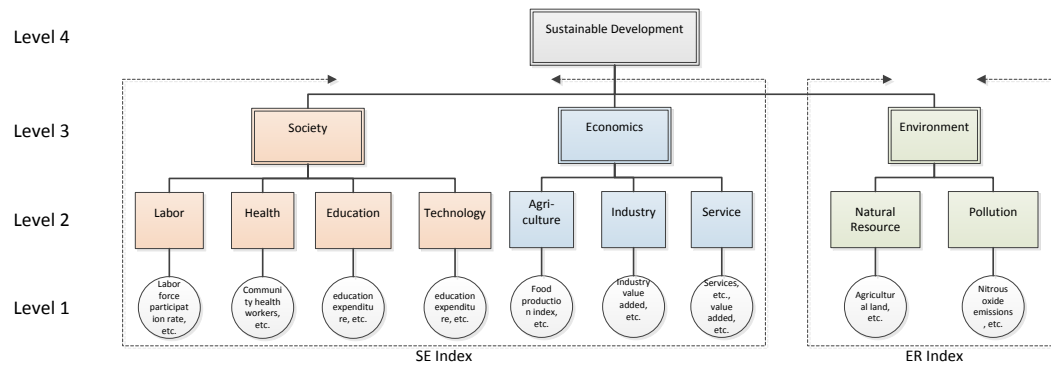 Level 4
Sustainable Development
Level 3
Society
Economics
Environment
Level 2
Labor
Health
Education
Technology
Agri-
culture
Industry
Service
Natural
Resource
Pollution
Level 1
Labor
force
participat
ion rate,
etc.
Communi
ty health
workers,
etc.
education
expenditu
re, etc.
education
expenditu
re, etc.
Food
productio
n index,
etc.
Industry
value
added,
etc.
Services,
etc.,
value
added,
etc.
Agricultur
al land,
etc.
Nitrous
oxide
emissions
, etc.
SE Index
ER Index